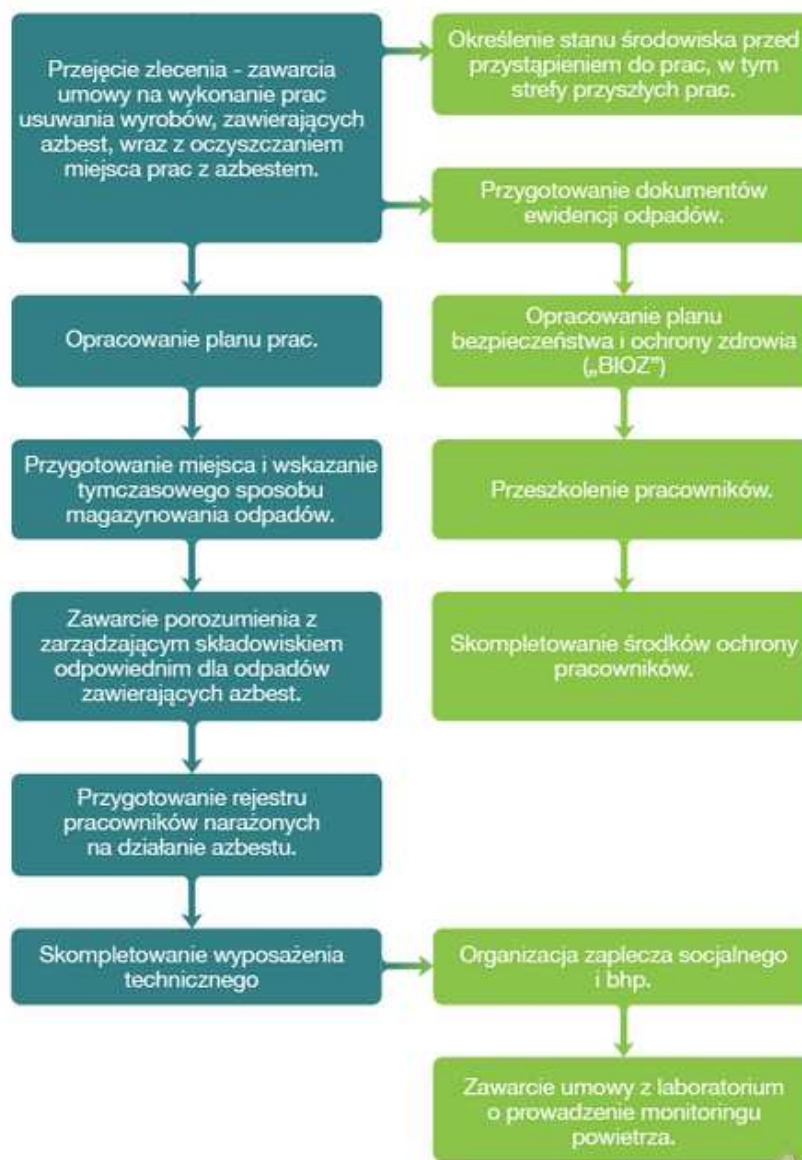 Przejęcie zlecenia - zawarcia
umowy na wykonanie prac
usuwania wyrobów, zawierających
azbest, wraz z oczyszczaniem
miejsca prac z azbestem.
Określenie stanu środowiska przed
przystąpieniem do prac, w tym
strefy przyszłych prac.
Przygotowanie dokumentów
ewidencji odpadów.
Opracowanie planu prac.
Opracowanie planu
bezpieczeństwa i ochrony zdrowia
(„BIOZ”)
Przygotowanie miejsca i wskazanie
tymczasowego sposobu
magazynowania odpadów.
Przeszkolenie pracowników.
Zawarcie porozumienia z
zarządzającym składowiskiem
odpowiednim dla odpadów
zawierających azbest.
Skompletowanie środków ochrony
pracowników.
Przygotowanie rejestru
pracowników narażonych
na działanie azbestu.
Skompletowanie wyposażenia
technicznego
Organizacja zaplecza socjalnego
i bhp.
Zawarcie umowy z laboratorium
o prowadzenie monitoringu
powietrza.